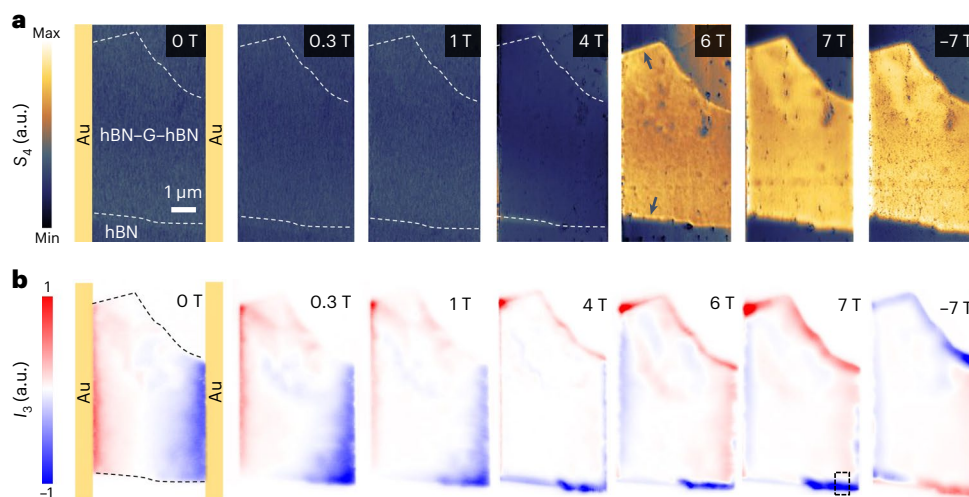 a
Max
S₄ (a.u.)
Min
Au
hBN–G–hBN
1 μm
hBN
Au
0 T
0.3 T
1 T
4 T
6 T
7 T
–7 T
b
1
I₃ (a.u.)
–1
Au
Au
0 T
0.3 T
1 T
4 T
6 T
7 T
–7 T